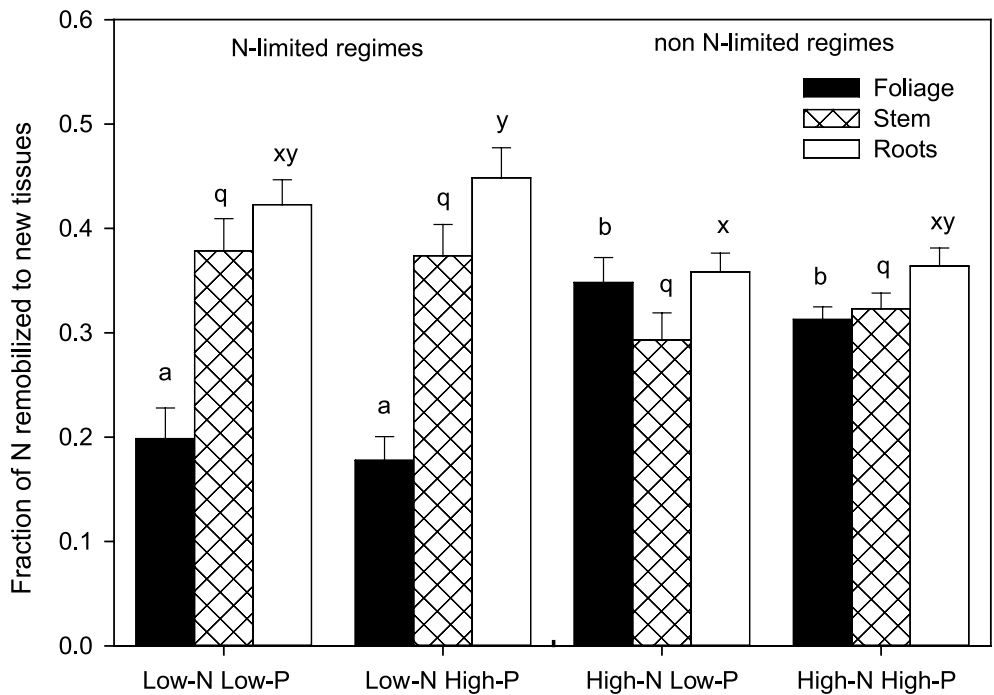 Fraction of N remobilized to new tissues
0.6
0.5
0.4
0.3
0.2
0.1
0.0
N-limited regimes
non N-limited regimes
Foliage
Stem
Roots
a
q
xy
a
q
y
b
q
x
b
q
xy
Low-N Low-P
Low-N High-P
High-N Low-P
High-N High-P